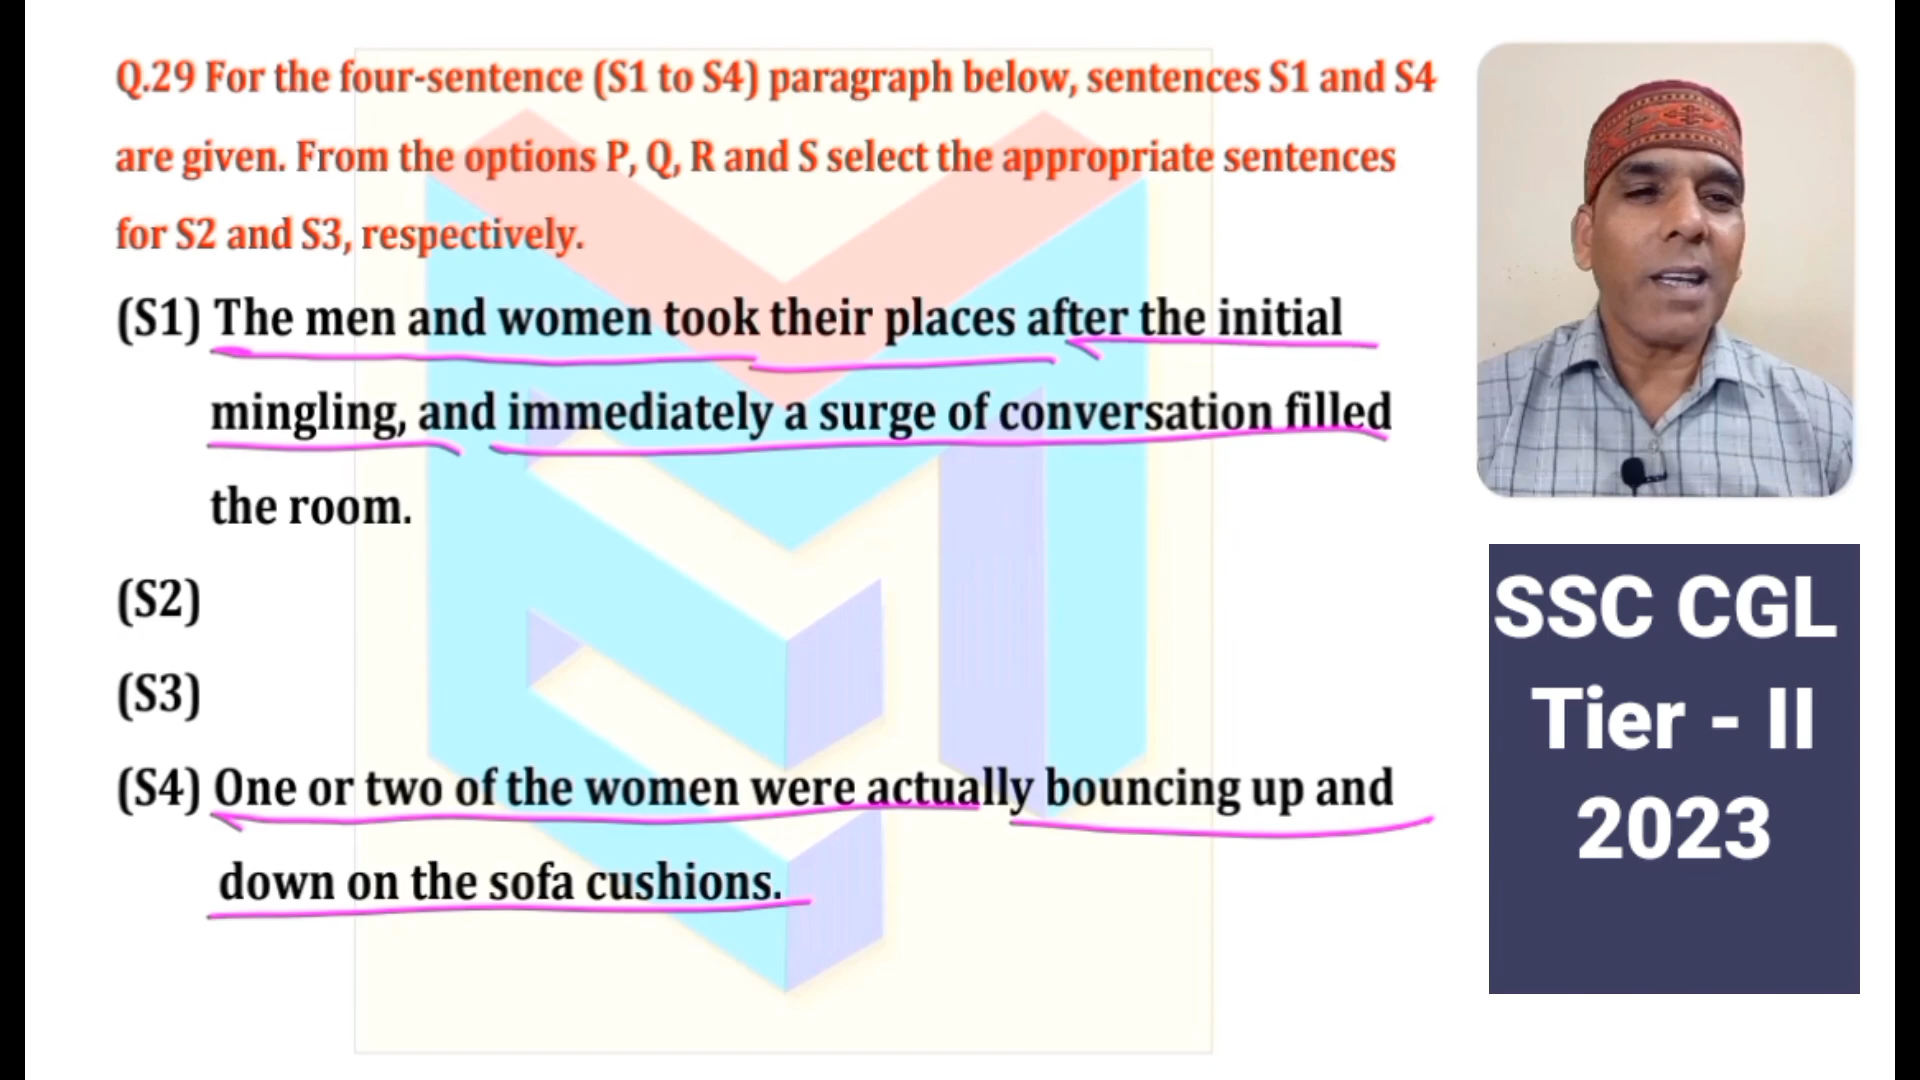 Q.29 For the four-sentence (S1 to S4) paragraph below, sentences S1 and S4
are given. From the options P, Q, R and S select the appropriate sentences
for S2 and S3, respectively.
(S1) The men and women took their places after the initial
mingling, and immediately a surge of conversation filled
the room.
(S2)
(S3)
(S4) One or two of the women were actually bouncing up and
down on the sofa cushions.
SSC CGL
Tier - II
2023